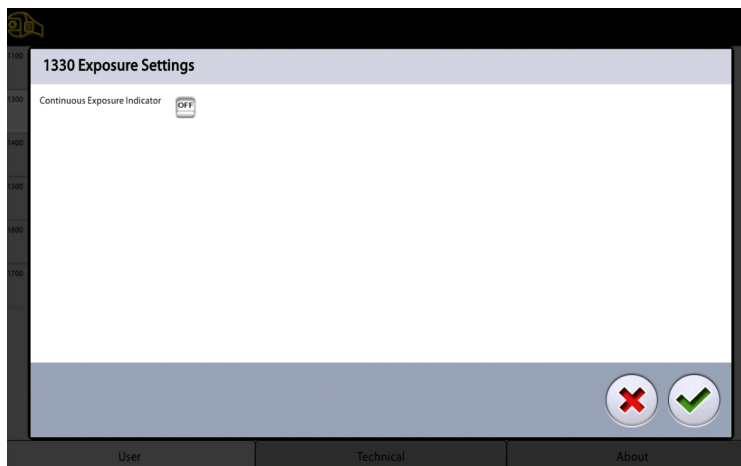 1100
1330 Exposure Settings
1300
Continuous Exposure Indicator OFF
1400
1500
1600
1700
User Technical About